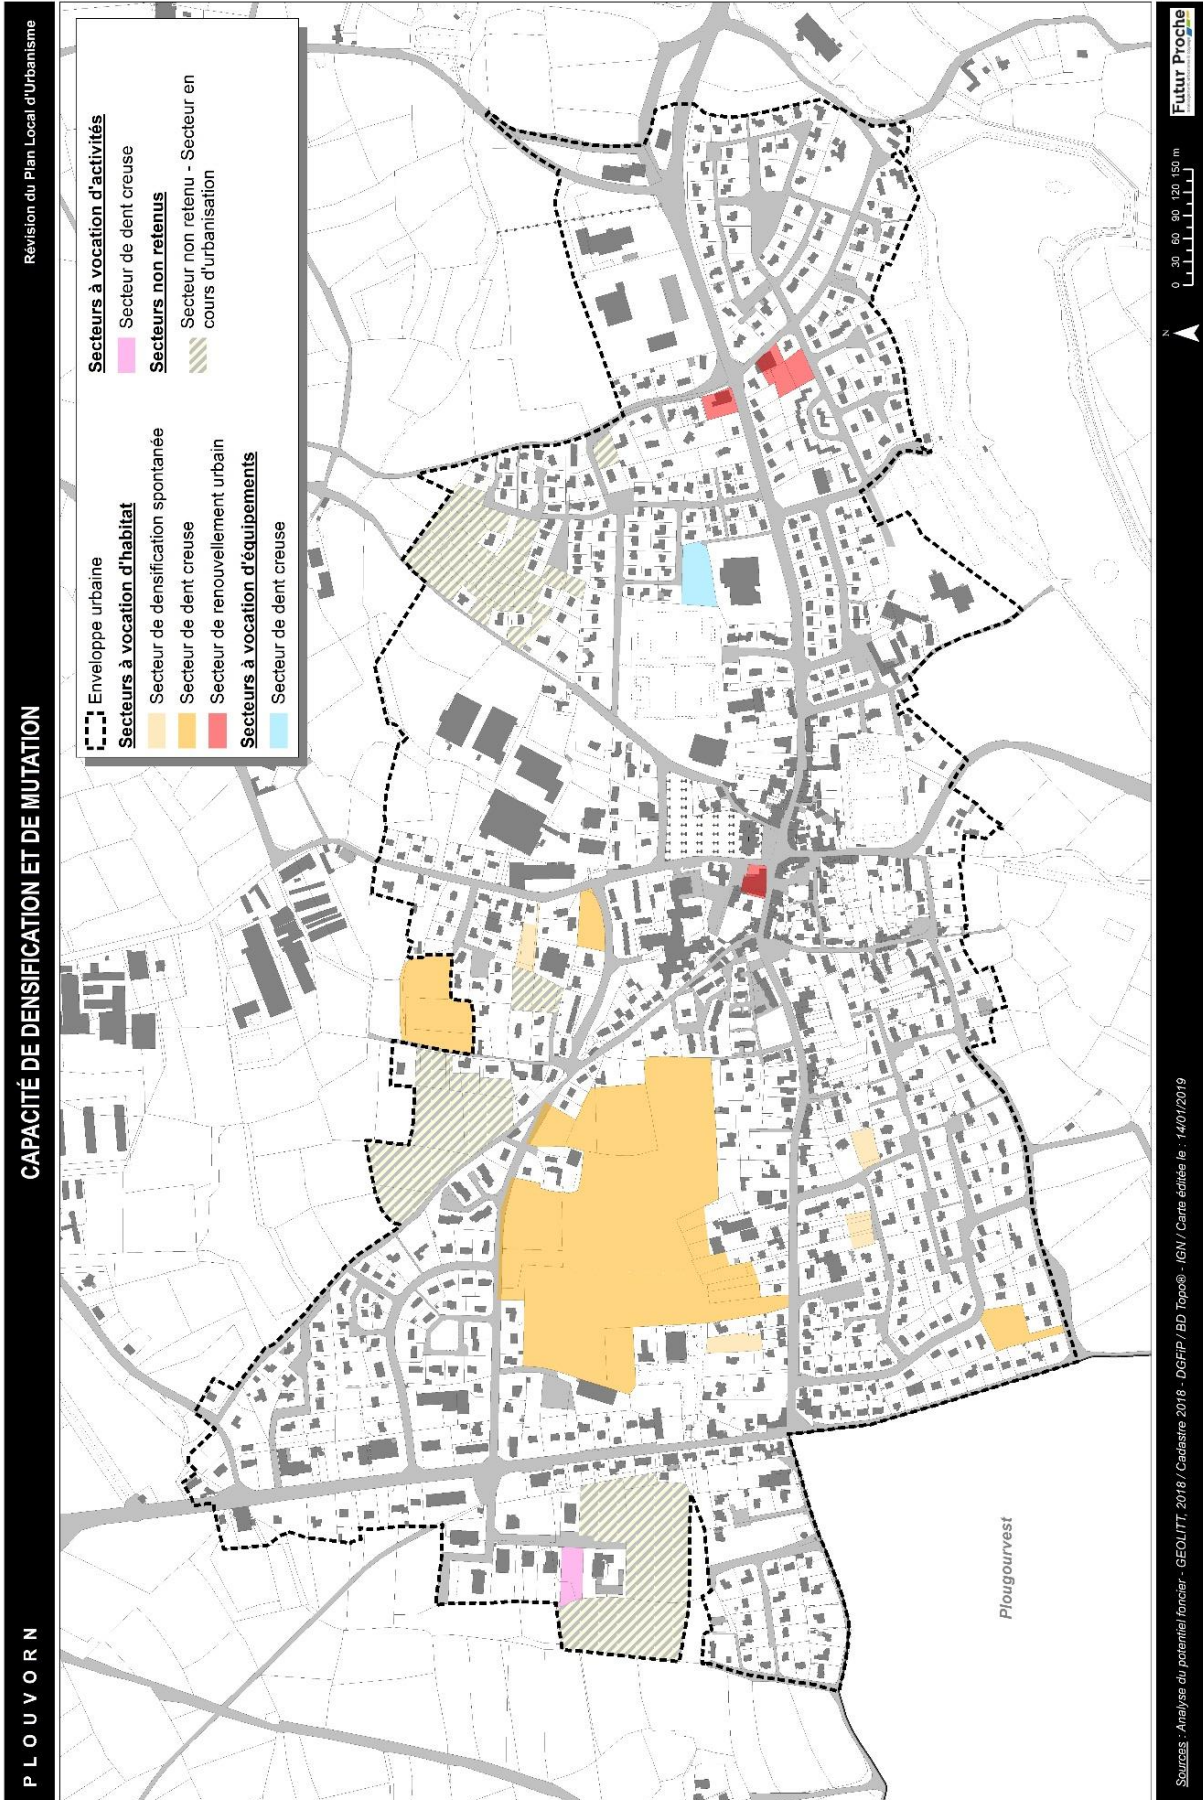 PLOUVORN
CAPACITÉ DE DENSIFICATION ET DE MUTATION
Révision du Plan Local d'Urbanisme
Enveloppe urbaine
Secteurs à vocation d'habitat
Secteur de densification spontanée
Secteur de dent creuse
Secteur de renouvellement urbain
Secteurs à vocation d'équipements
Secteur de dent creuse
Secteurs à vocation d'activités
Secteur de dent creuse
Secteurs non retenus
Secteur non retenu - Secteur en
cours d'urbanisation
Plougourvest
Sources : Analyse du potentiel foncier - GEOLITT, 2018 / Cadastre 2018 - DGFiP / BD Topo® - IGN / Carte éditée le : 14/01/2019
N
0 30 60 90 120 150 m
Futur Proche